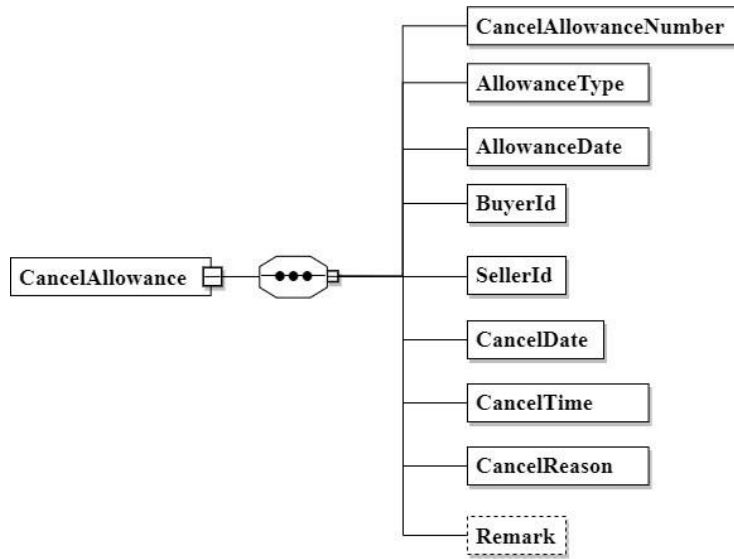 CancelAllowanceNumber
AllowanceType
AllowanceDate
BuyerId
CancelAllowance
SellerId
CancelDate
CancelTime
CancelReason
Remark